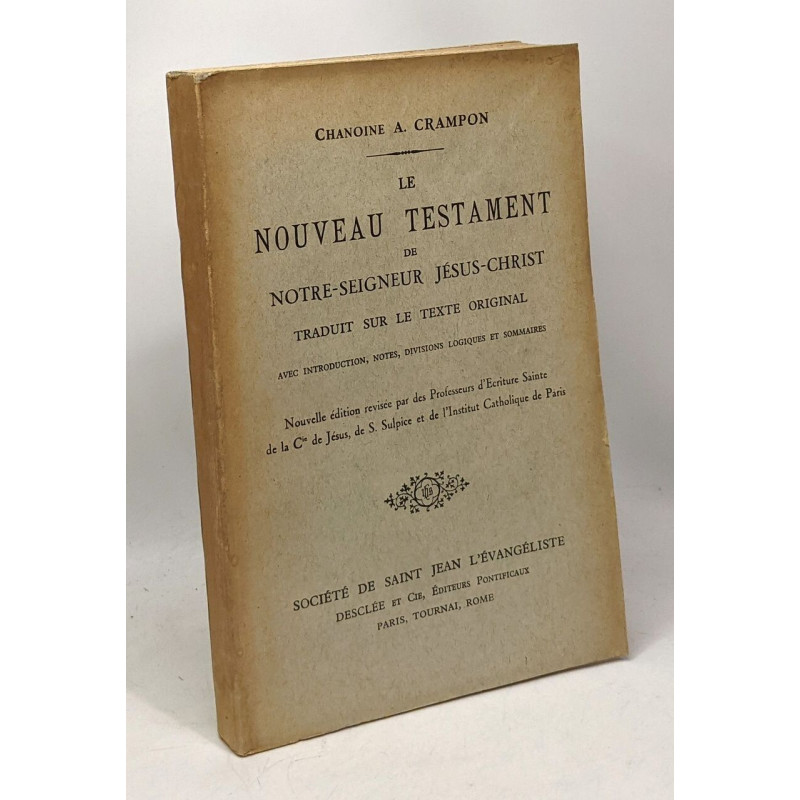 CHANOINE A. CRAMPON
LE
NOUVEAU TESTAMENT
DE
NOTRE-SEIGNEUR JÉSUS-CHRIST
TRADUIT SUR LE TEXTE ORIGINAL
AVEC INTRODUCTION, NOTES, DIVISIONS LOGIQUES ET SOMMAIRES
Nouvelle édition revisée par des Professeurs d'Ecriture Sainte
de la Cie de Jésus, de S. Sulpice et de l'Institut Catholique de Paris
SOCIÉTÉ DE SAINT JEAN L'ÉVANGÉLISTE
DESCLÉE ET CIE, ÉDITEURS PONTIFICAUX
PARIS, TOURNAI, ROME